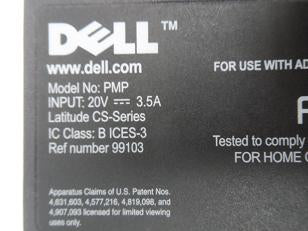 DELL™
www.dell.com
Model No: PMP
INPUT: 20V ⎓ 3.5A
Latitude CS-Series
IC Class: B ICES-3
Ref number 99103
FOR USE WITH AD
Tested to comply
FOR HOME O
Apparatus Claims of U.S. Patent Nos.
4,631,603, 4,577,216, 4,819,098, and
4,907,093 licensed for limited viewing
uses only.